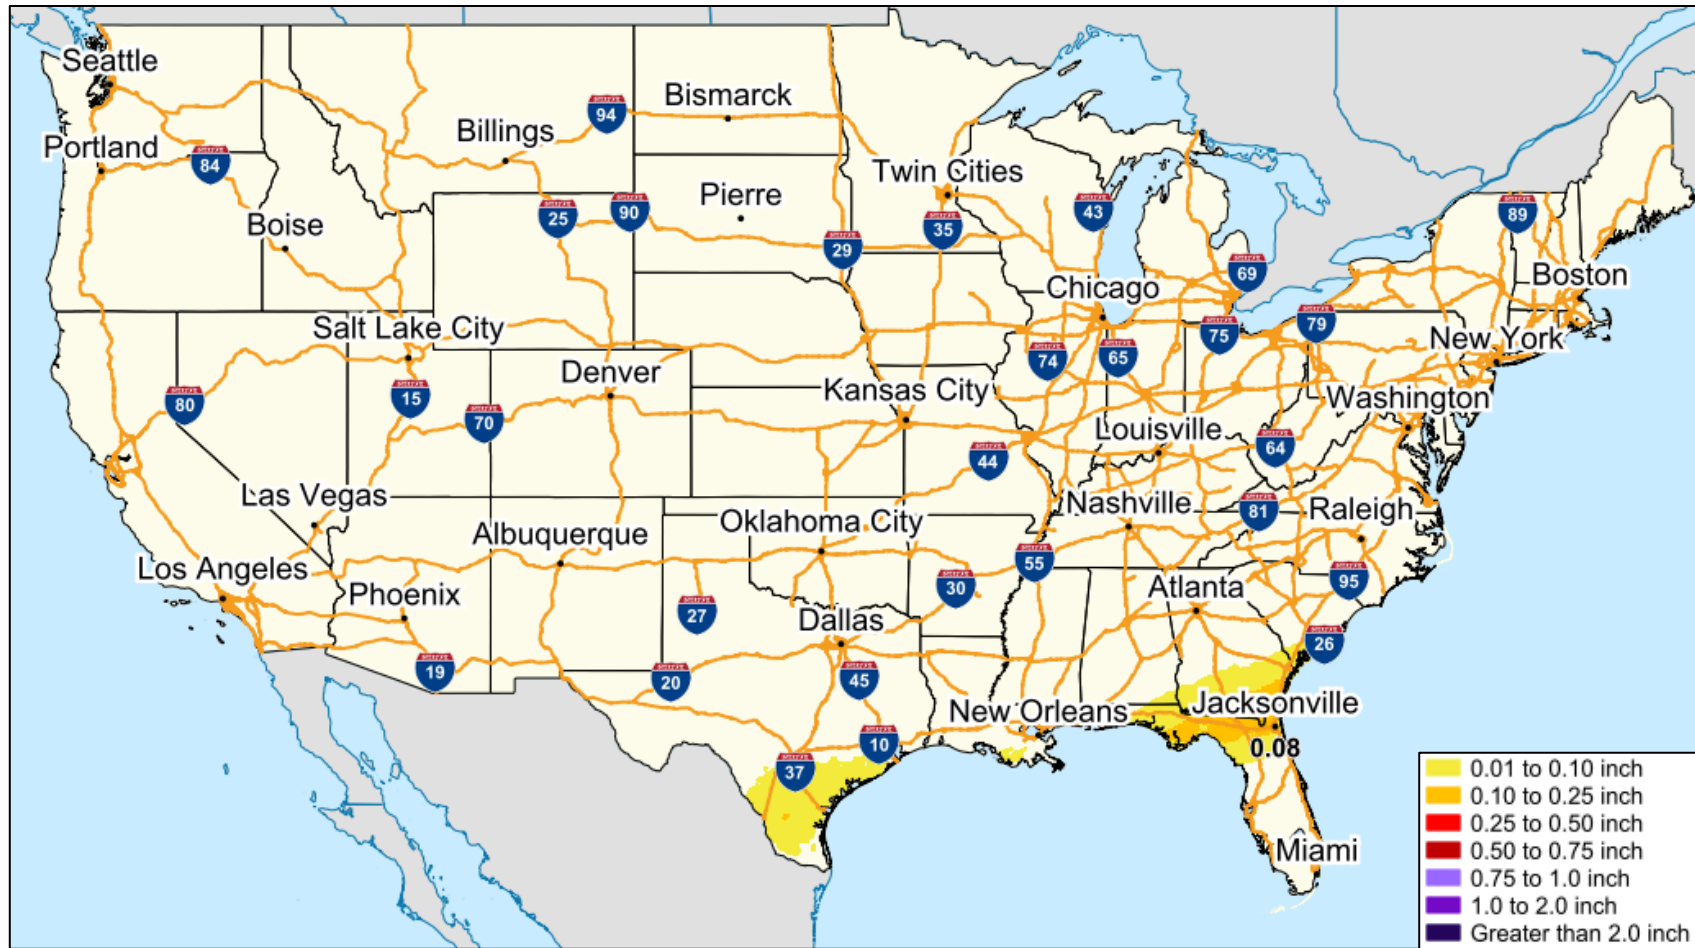 Seattle
Bismarck
94
Billings
Portland
84
Twin Cities
Pierre
25
90
43
89
Boise
35
29
69
Boston
Chicago
Salt Lake City
75
79
New York
74
65
Denver
Kansas City
15
80
Washington
70
Louisville
64
44
Las Vegas
Nashville
81
Raleigh
Oklahoma City
Albuquerque
55
Los Angeles
95
Phoenix
30
Atlanta
27
Dallas
26
19
20
45
Jacksonville
New Orleans
10
0.08
37
0.01 to 0.10 inch
0.10 to 0.25 inch
0.25 to 0.50 inch
0.50 to 0.75 inch
0.75 to 1.0 inch
1.0 to 2.0 inch
Greater than 2.0 inch
Miami